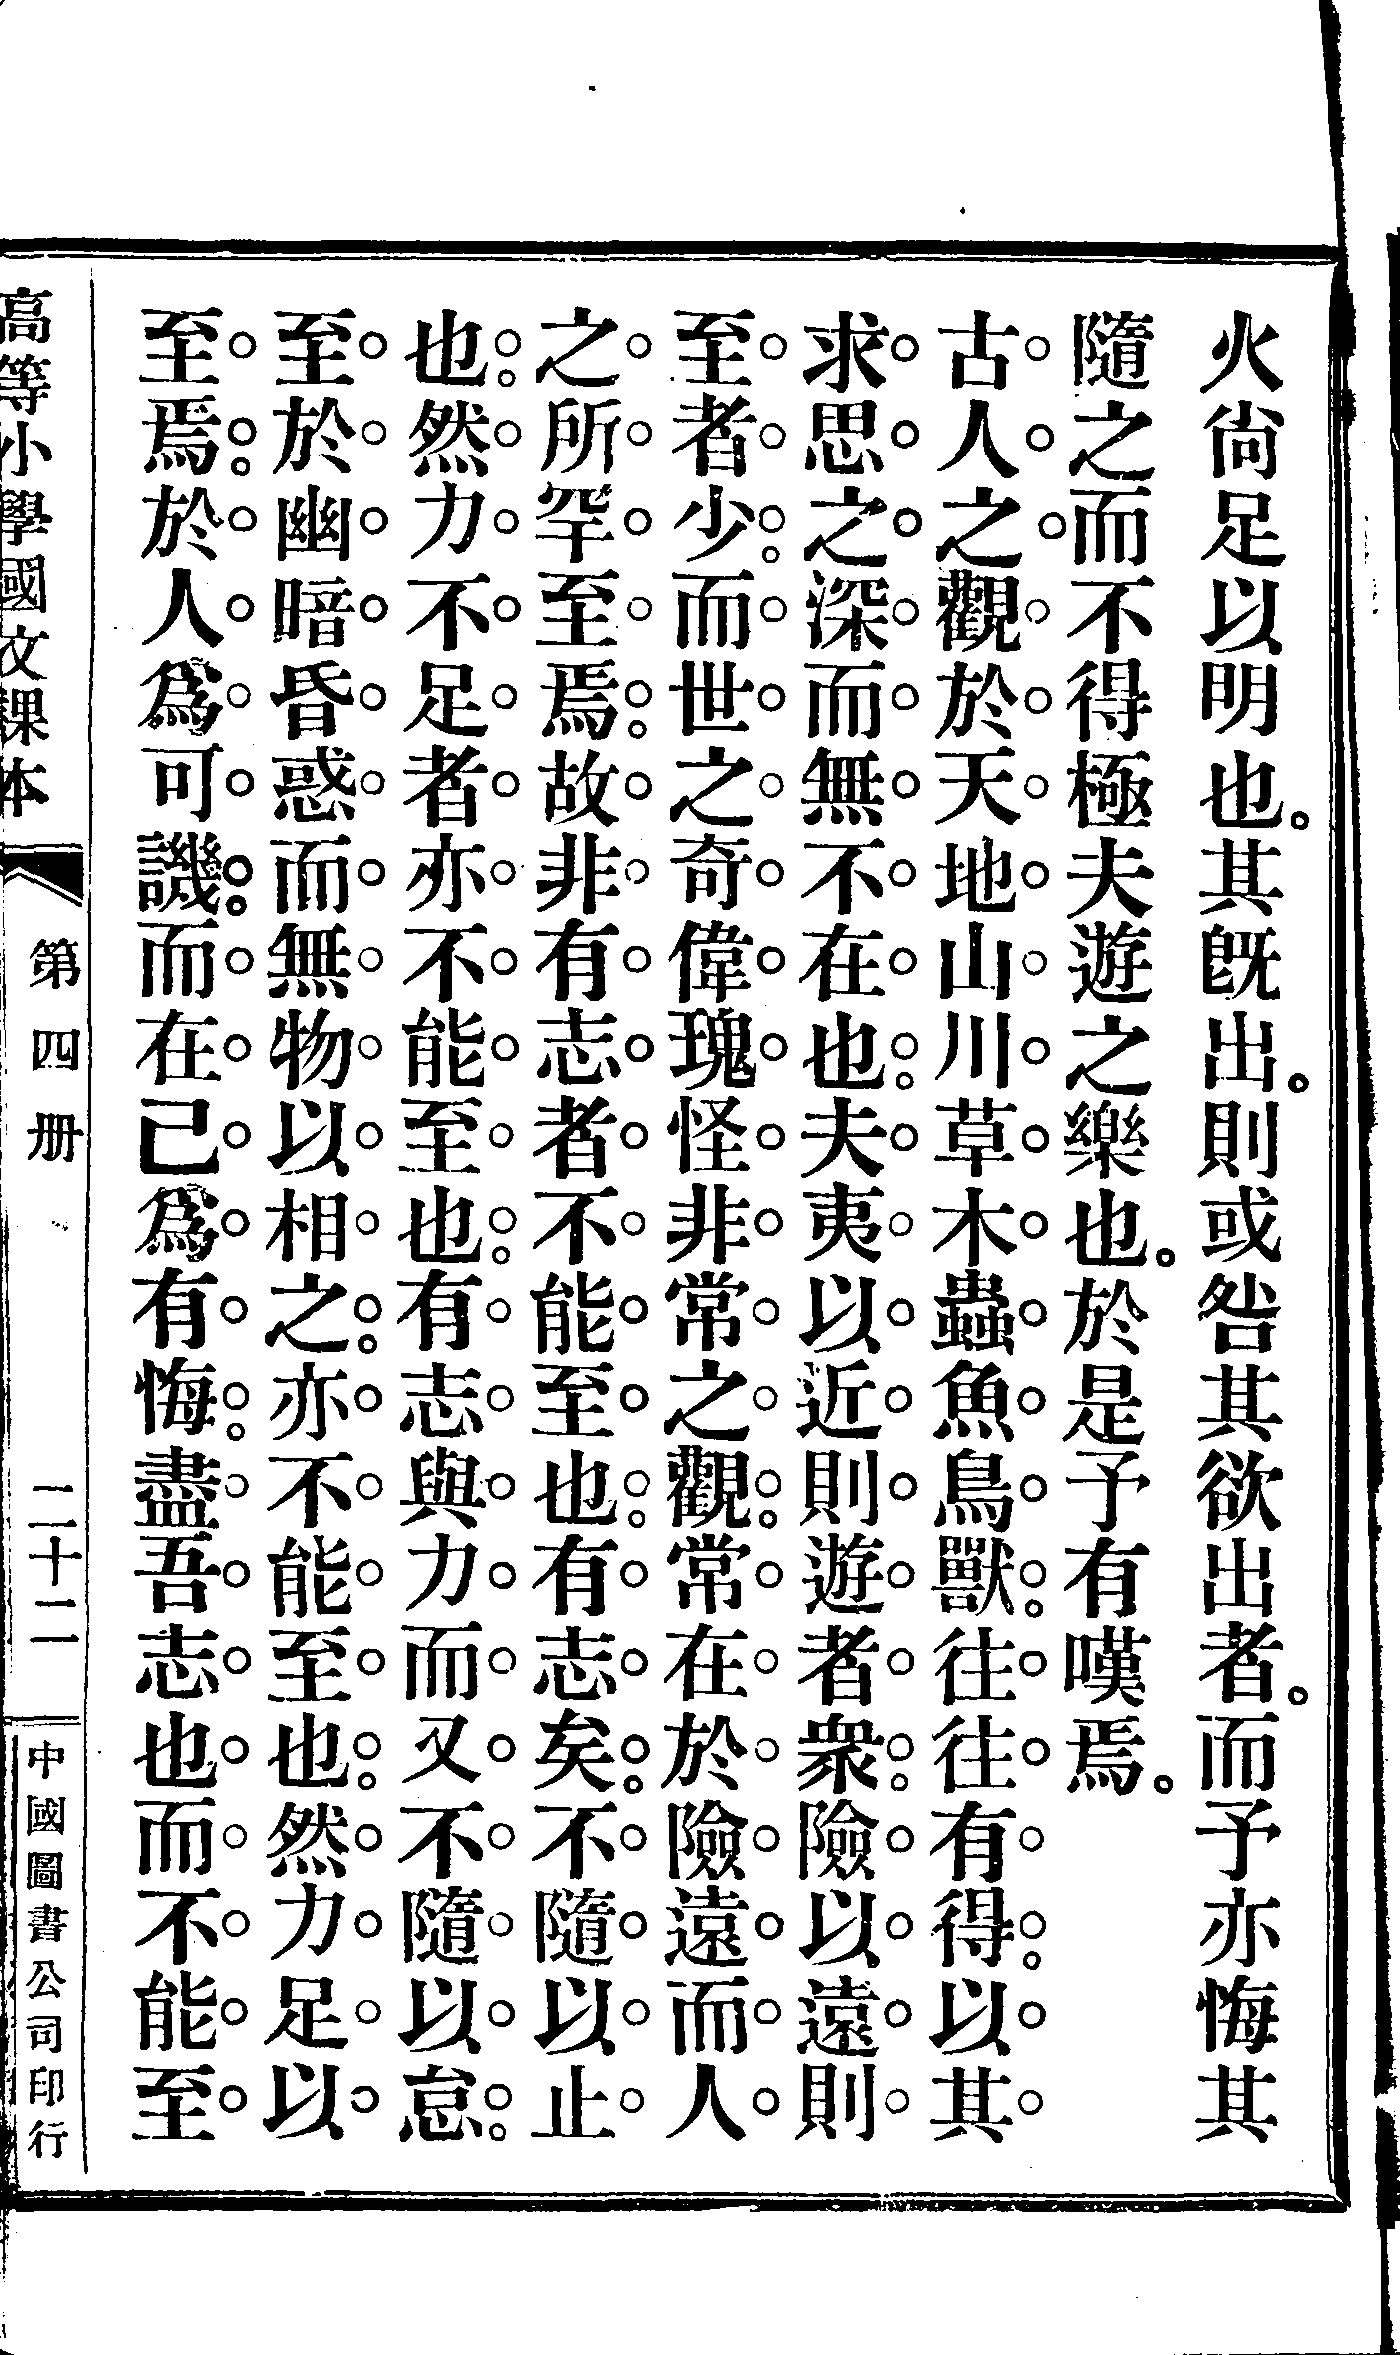 火尙足以明也。其旣出。則或咎其欲出者。而予亦悔其
隨之而不得極夫遊之樂也。於是予有嘆焉。
古人之觀於天地山川草木蟲魚鳥獸。往往有得。以其
求思之深而無不在也。夫夷以近則遊者衆。險以遠則
至者少。而世之奇偉瑰怪非常之觀。常在於險遠而人
之所罕至焉。故非有志者不能至也。有志矣。不隨以止
也。然力不足者亦不能至也。有志與力而又不隨以怠。
至於幽暗昏惑而無物以相之。亦不能至也。然力足以
至焉。於人爲可譏。而在己爲有悔。盡吾志也而不能至
高等小學國文課本
第四册
二十二
中國圖書公司印行